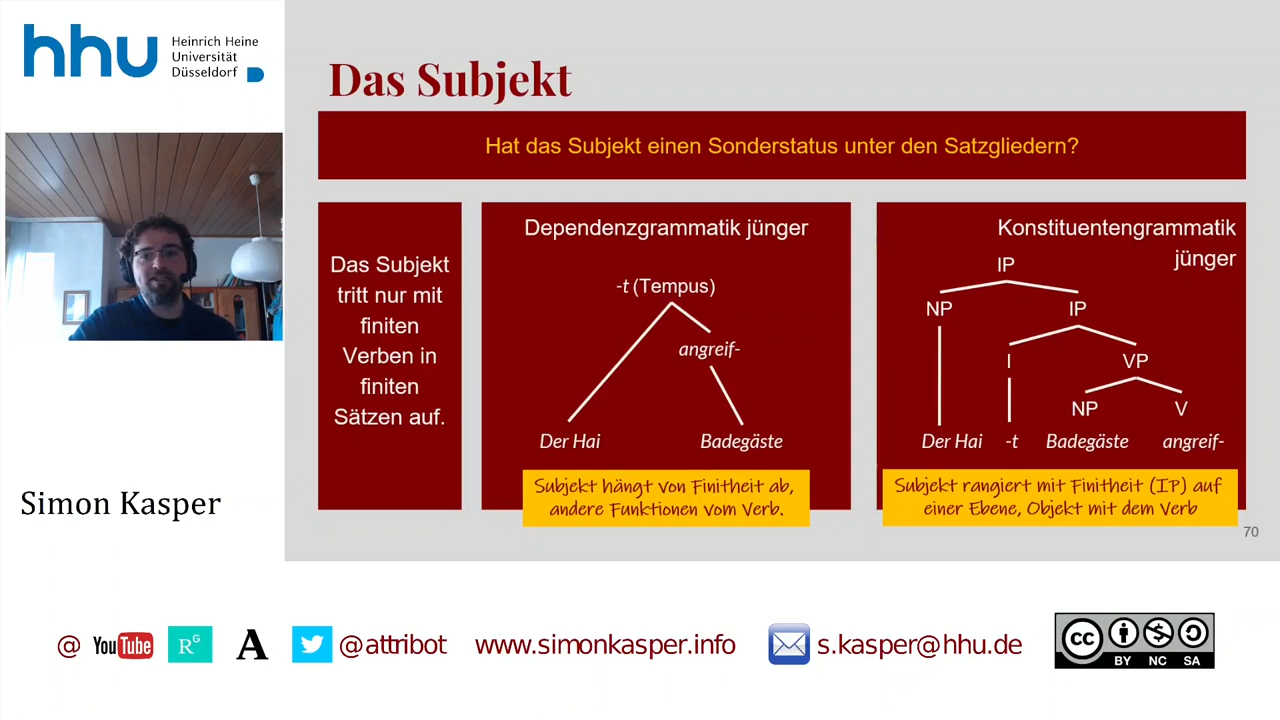 hhu
Heinrich Heine
Universität
Düsseldorf
Das Subjekt
Hat das Subjekt einen Sonderstatus unter den Satzgliedern?
Das Subjekt
tritt nur mit
finiten
Verben in
finiten
Sätzen auf.
Dependenzgrammatik jünger
-t (Tempus)
angreif-
Der Hai Badegäste
Subjekt hängt von Finitheit ab,
andere Funktionen vom Verb.
Konstituentengrammatik
jünger
IP
NP IP
I VP
NP V
Der Hai -t Badegäste angreif-
Subjekt rangiert mit Finitheit (IP) auf
einer Ebene, Objekt mit dem Verb
70
Simon Kasper
@ YouTube RG A @attribot www.simonkasper.info s.kasper@hhu.de
cc BY NC SA